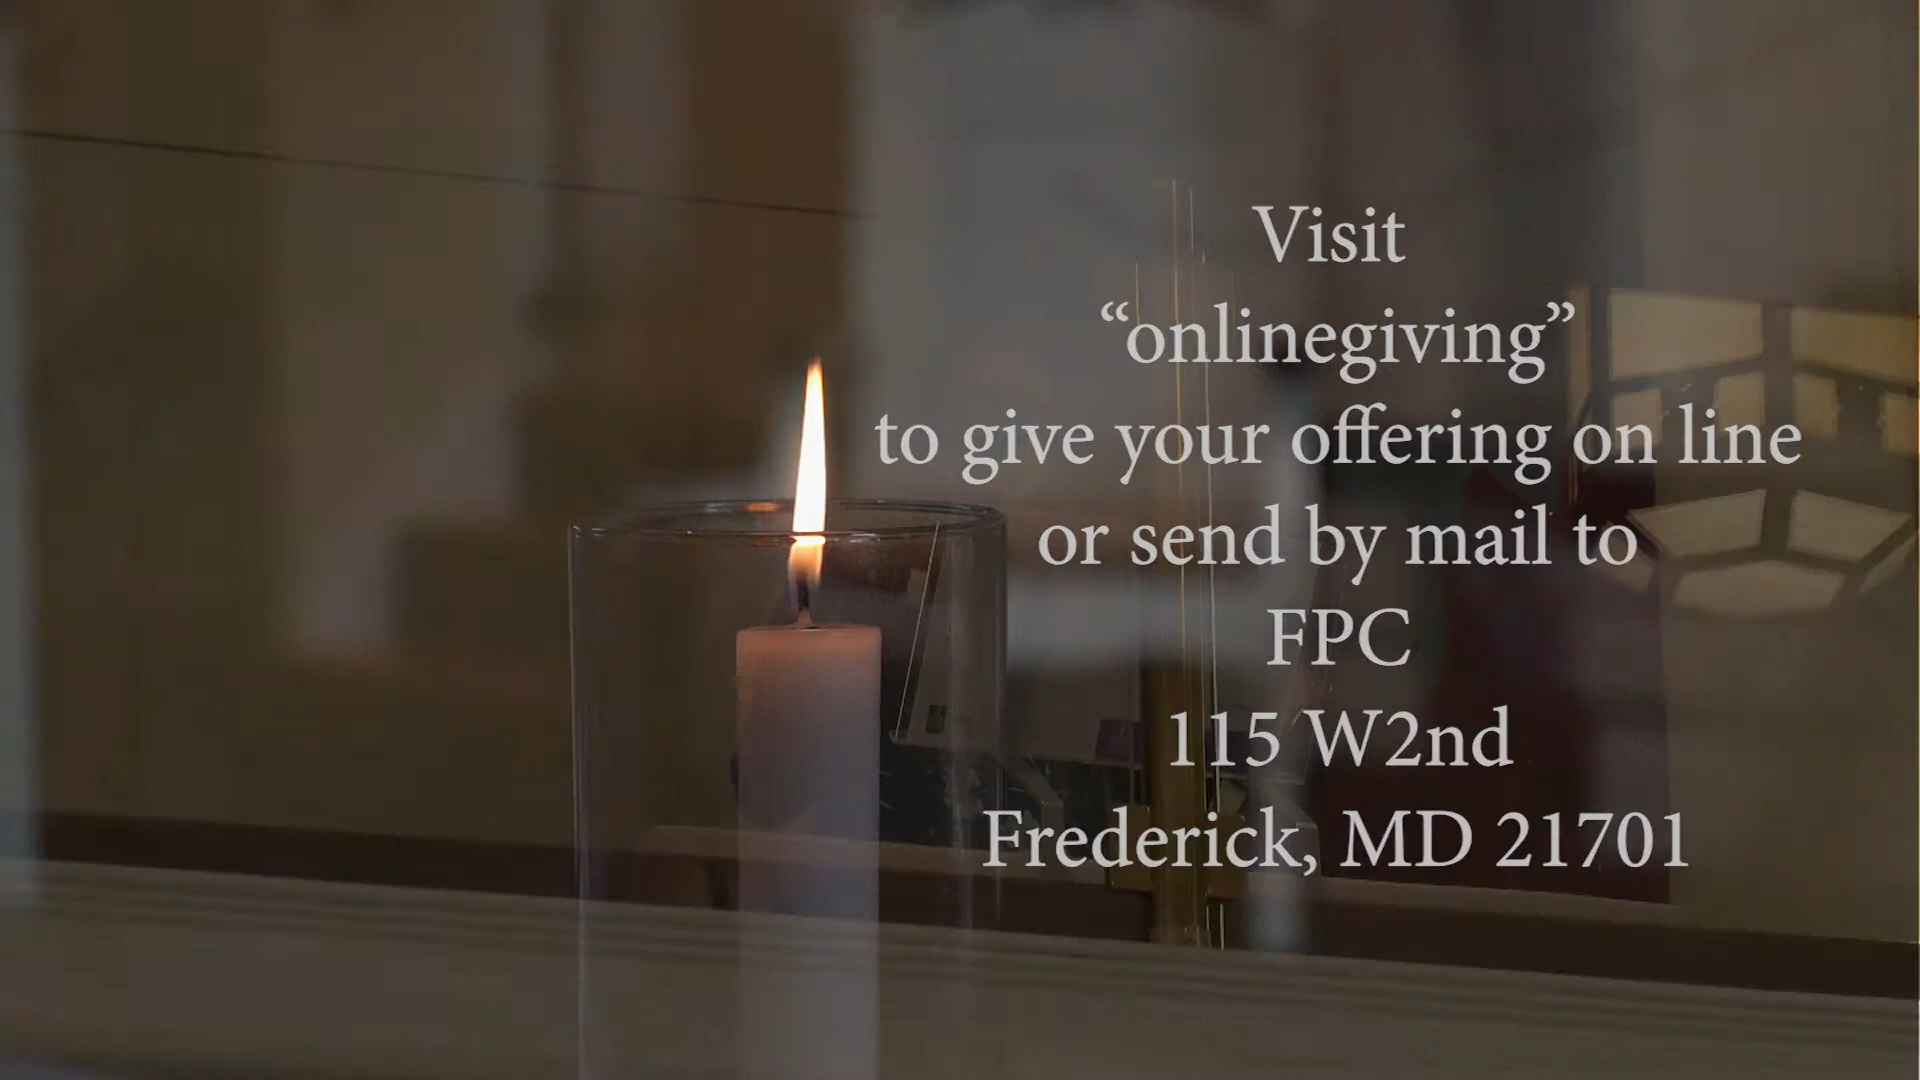 Visit
“onlinegiving”
to give your offering on line
or send by mail to
FPC
115 W2nd
Frederick, MD 21701